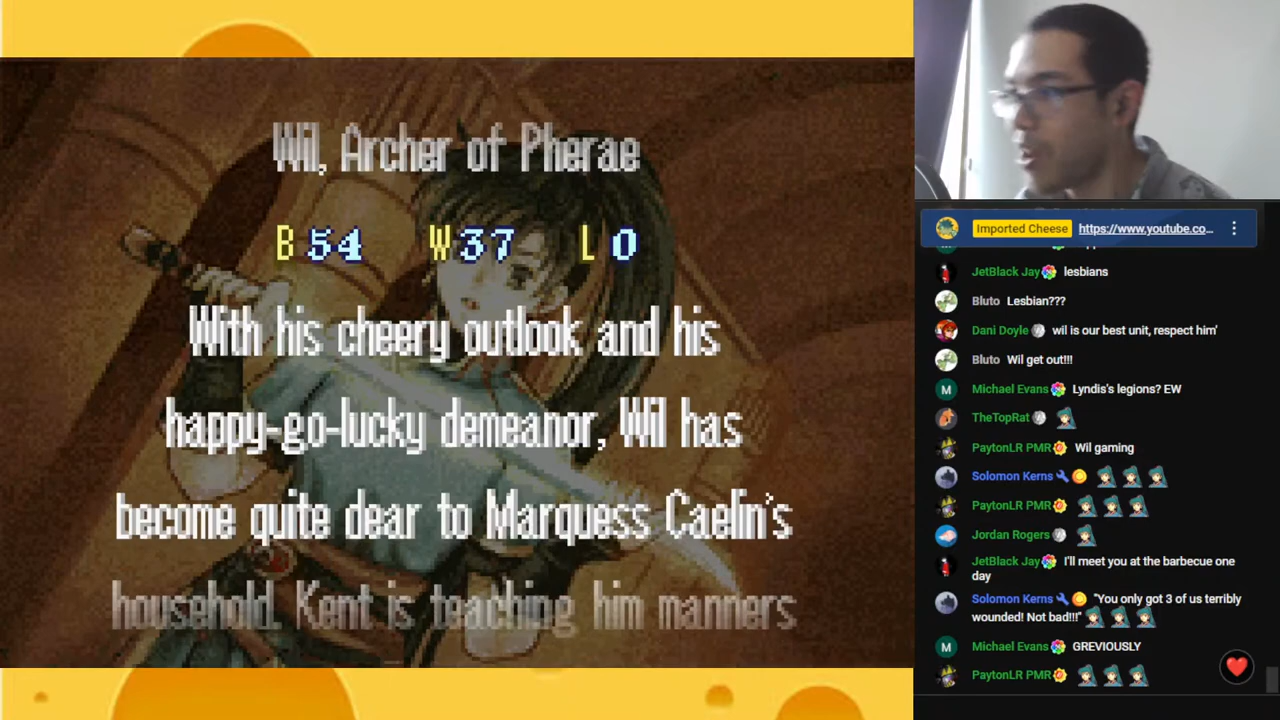 Wil, Archer of Pherae
B 54 W 37 L 0
With his cheery outlook and his
happy-go-lucky demeanor, Wil has
become quite dear to Marquess Caelin's
household. Kent is teaching him manners
Imported Cheese https://www.youtube.co...
JetBlack Jay lesbians
Bluto Lesbian???
Dani Doyle wil is our best unit, respect him'
Bluto Wil get out!!!
Michael Evans Lyndis's legions? EW
TheTopRat
PaytonLR PMR Wil gaming
Solomon Kerns
PaytonLR PMR
Jordan Rogers
JetBlack Jay I'll meet you at the barbecue one
day
Solomon Kerns "You only got 3 of us terribly
wounded! Not bad!!!"
Michael Evans GREVIOUSLY
PaytonLR PMR